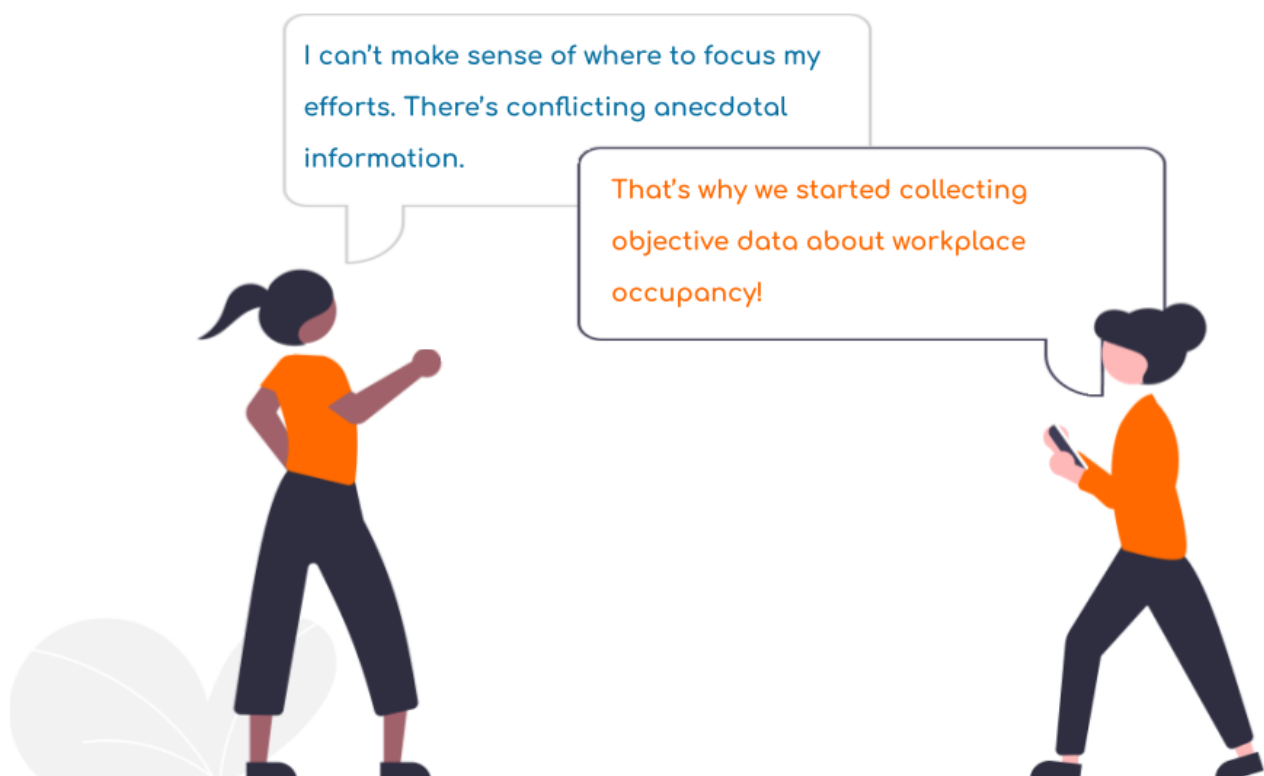 I can't make sense of where to focus my
efforts. There's conflicting anecdotal
information.
That's why we started collecting
objective data about workplace
occupancy!